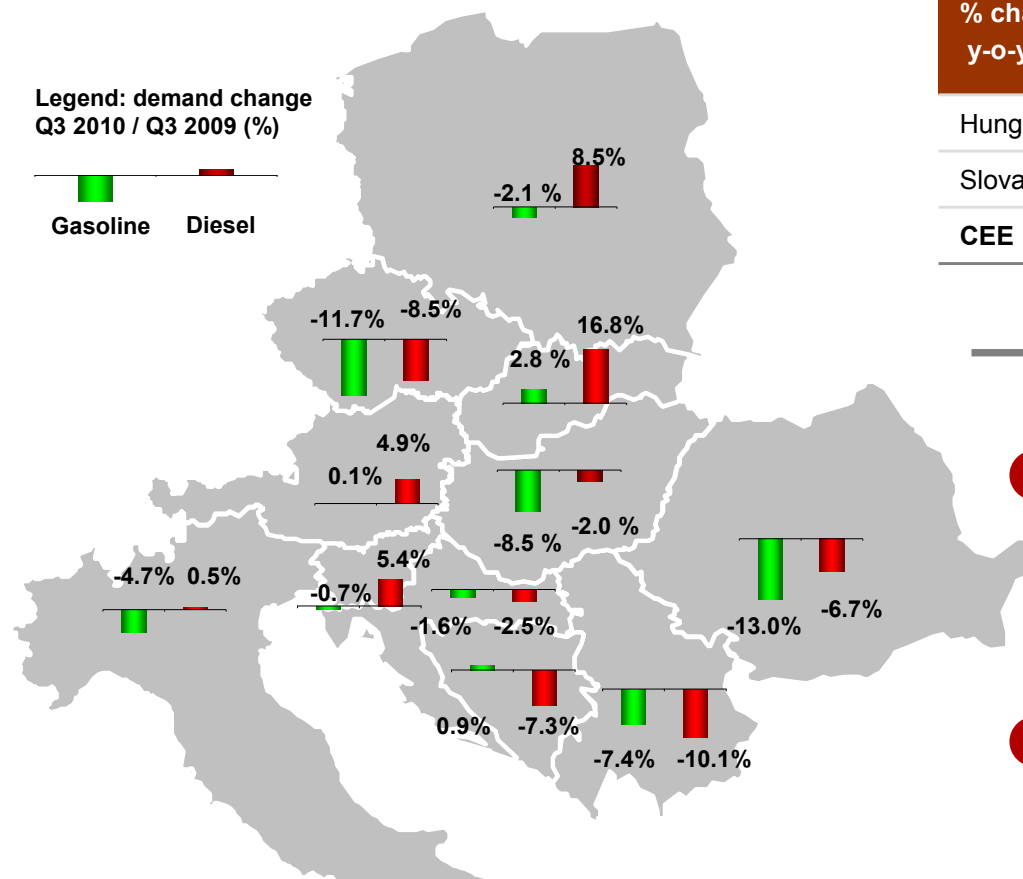 % cha
y-o-y
Hung
Slova
CEE
Legend: demand change
Q3 2010 / Q3 2009 (%)
Gasoline Diesel
-2.1 % 8.5%
-11.7% -8.5%
2.8 % 16.8%
0.1% 4.9%
-8.5 % -2.0 %
-4.7% 0.5%
-0.7% 5.4%
-1.6% -2.5%
-13.0% -6.7%
0.9% -7.3%
-7.4% -10.1%